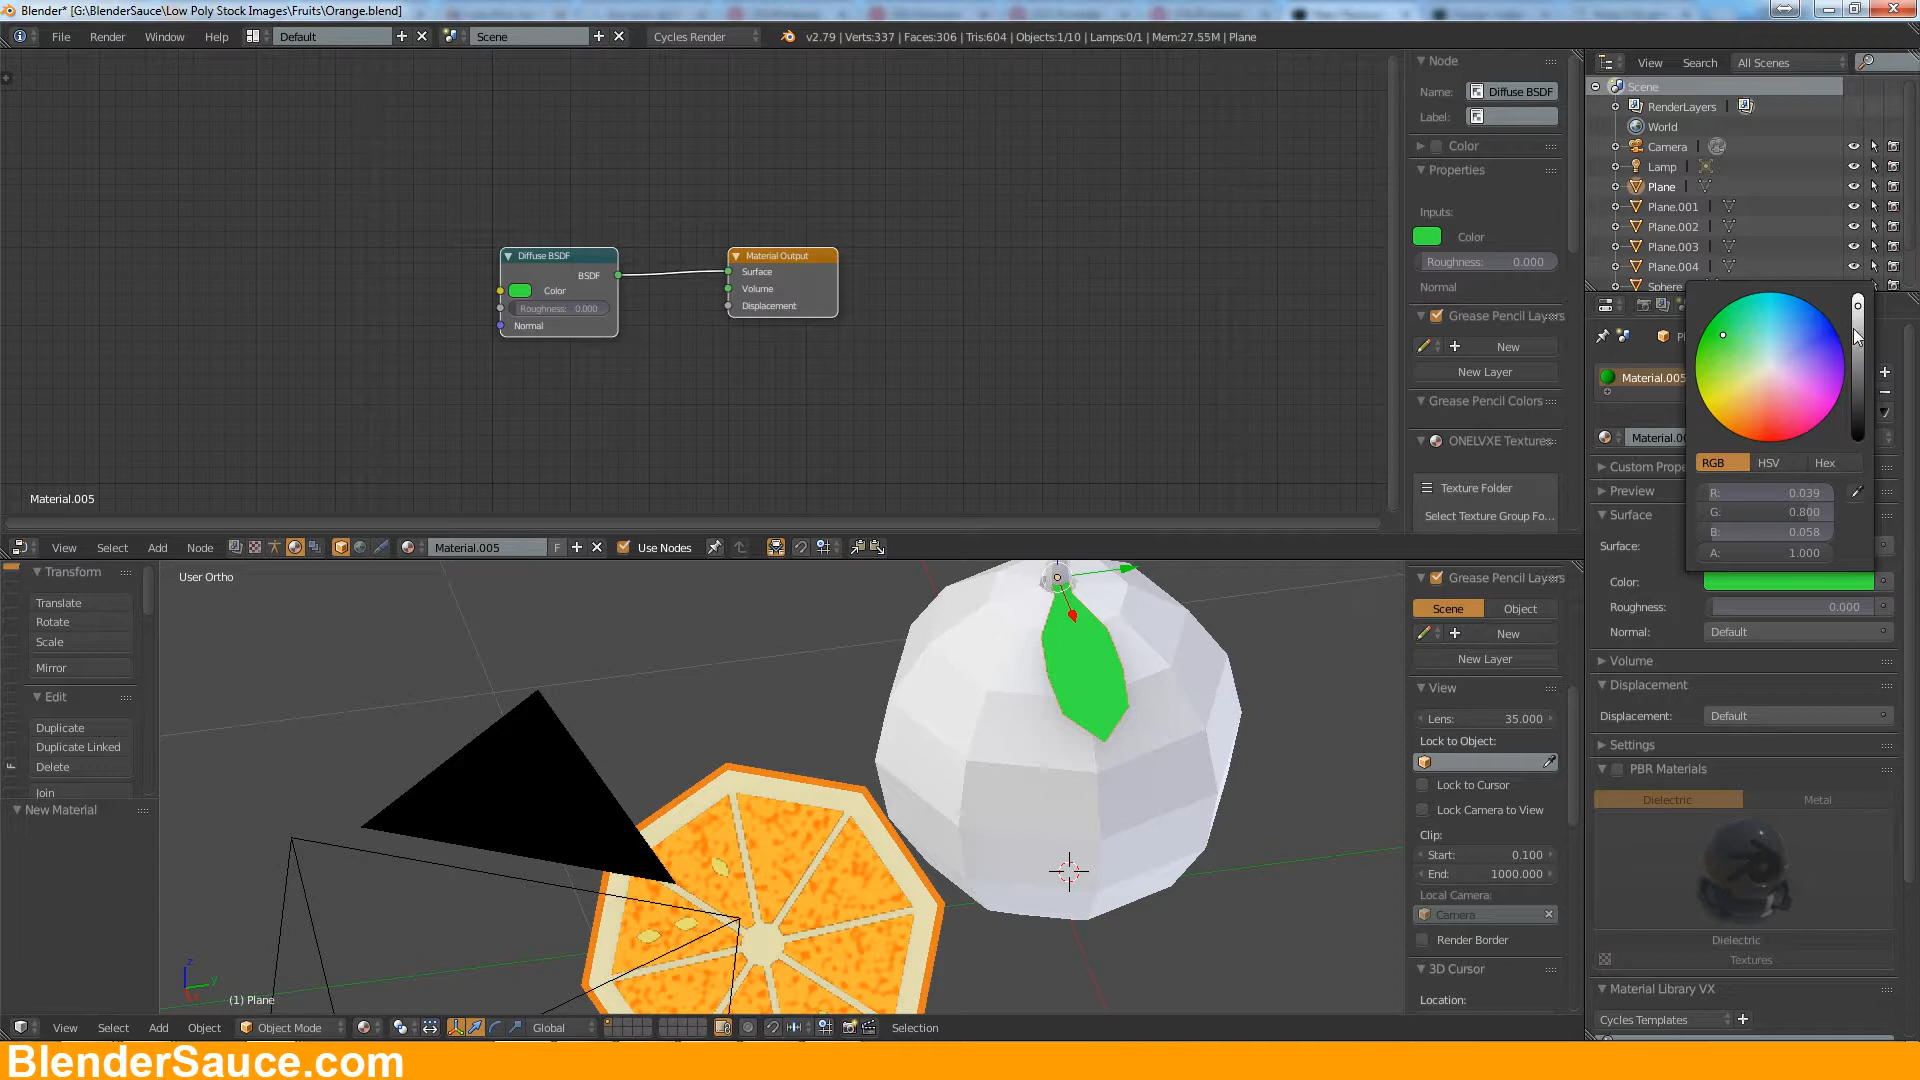 Blender* [G:\BlenderSauce\Low Poly Stock Images\Fruits\Orange.blend]
File Render Window Help Default Scene Cycles Render v2.79 | Verts:337 | Faces:306 | Tris:604 | Objects:1/10 | Lamps:0/1 | Mem:27.55M | Plane
Node
Name: Diffuse BSDF
Label:
Color
Properties
Inputs:
Color
Roughness: 0.000
Normal
Grease Pencil Layers
New
New Layer
Grease Pencil Colors
ONELVXE Textures
Texture Folder
Select Texture Group Fo...
Diffuse BSDF
BSDF
Color
Roughness: 0.000
Normal
Material Output
Surface
Volume
Displacement
Material.005
View Search All Scenes
Scene
RenderLayers
World
Camera
Lamp
Plane
Plane.001
Plane.002
Plane.003
Plane.004
Sphere
Material.005
Material.00
RGB HSV Hex
R: 0.039
G: 0.800
B: 0.058
A: 1.000
Custom Prope
Preview
Surface
Surface:
Color:
Roughness: 0.000
Normal: Default
Volume
Displacement
Displacement: Default
Settings
PBR Materials
Dielectric Metal
Dielectric
Textures
Material Library VX
Cycles Templates
View Select Add Node Material.005 F Use Nodes
Transform
Translate
Rotate
Scale
Mirror
Edit
Duplicate
Duplicate Linked
Delete
Join
New Material
User Ortho
(1) Plane
Grease Pencil Layers
Scene Object
New
New Layer
View
Lens: 35.000
Lock to Object:
Lock to Cursor
Lock Camera to View
Clip:
Start: 0.100
End: 1000.000
Local Camera:
Camera
Render Border
3D Cursor
Location:
View Select Add Object Object Mode Global Selection
BlenderSauce.com